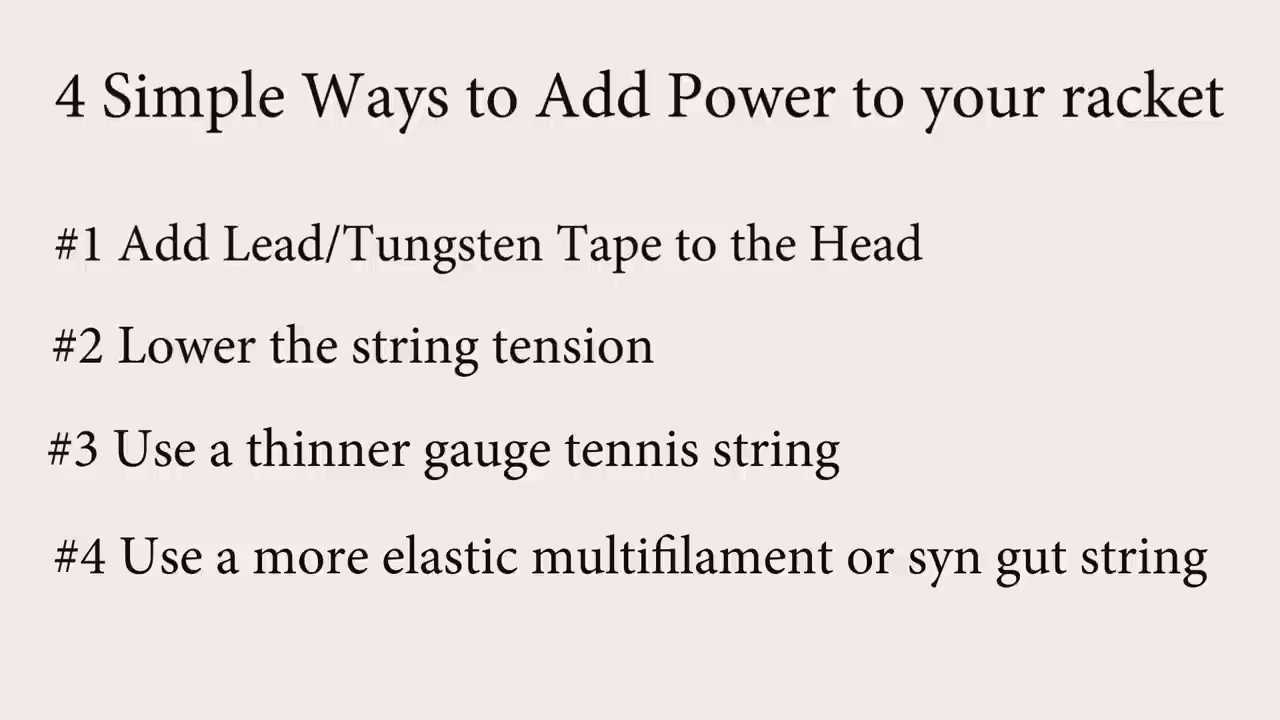 4 Simple Ways to Add Power to your racket
#1 Add Lead/Tungsten Tape to the Head
#2 Lower the string tension
#3 Use a thinner gauge tennis string
#4 Use a more elastic multifilament or syn gut string